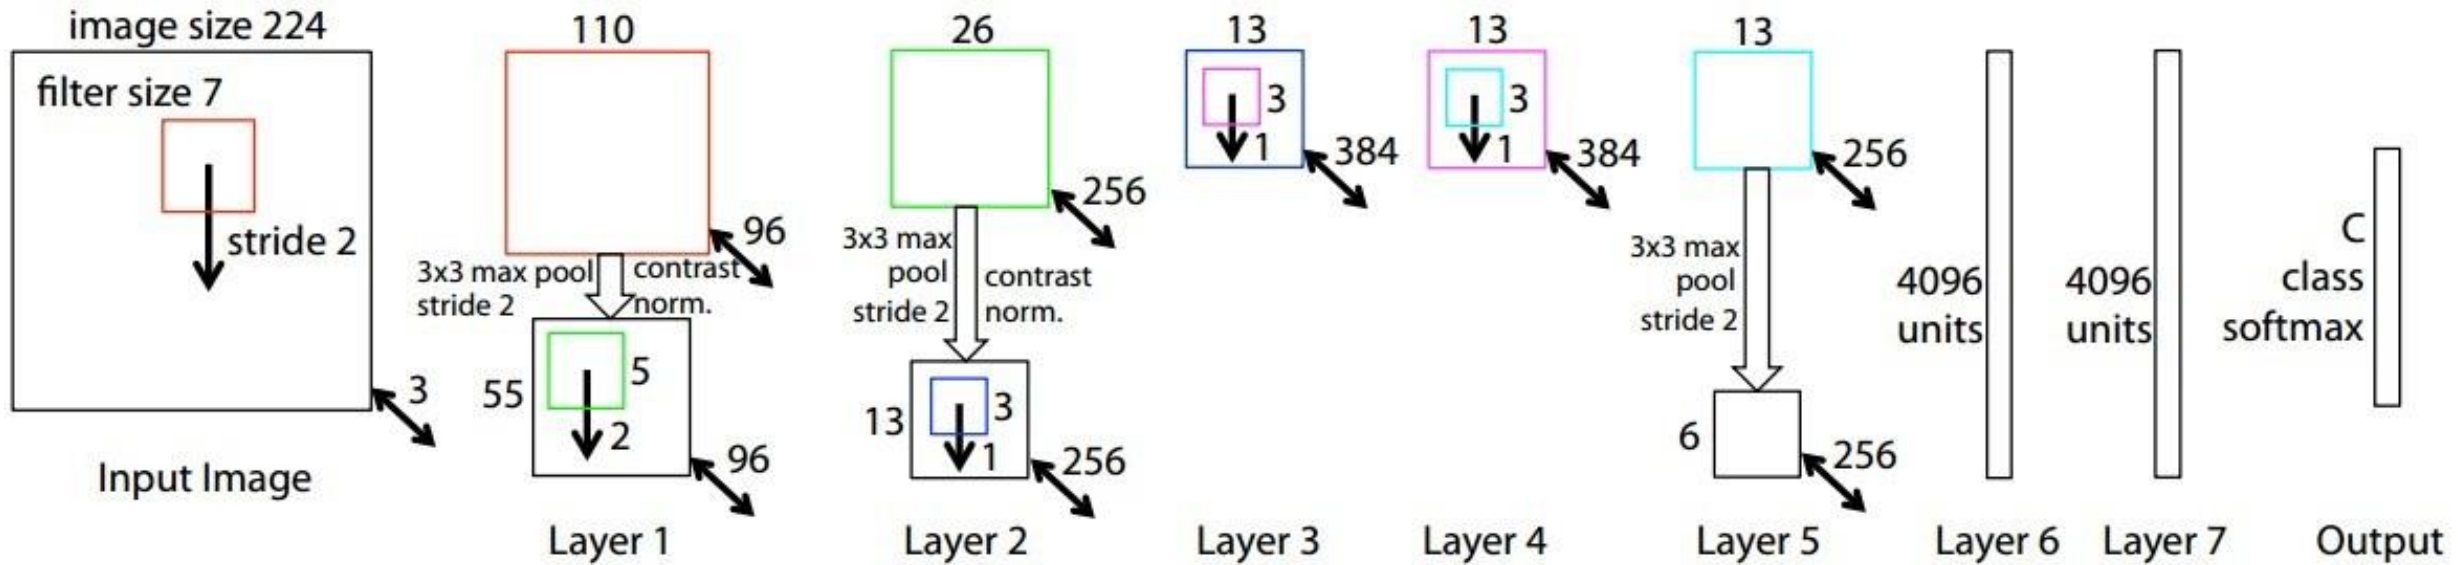 image size 224
filter size 7
stride 2
3
Input Image
110
96
3x3 max pool
stride 2
contrast
norm.
55
5
2
96
Layer 1
26
256
3x3 max
pool
stride 2
contrast
norm.
13
3
1
256
Layer 2
13
3
1
384
Layer 3
13
3
1
384
Layer 4
13
256
3x3 max
pool
stride 2
6
256
Layer 5
4096
units
Layer 6
4096
units
Layer 7
C
class
softmax
Output